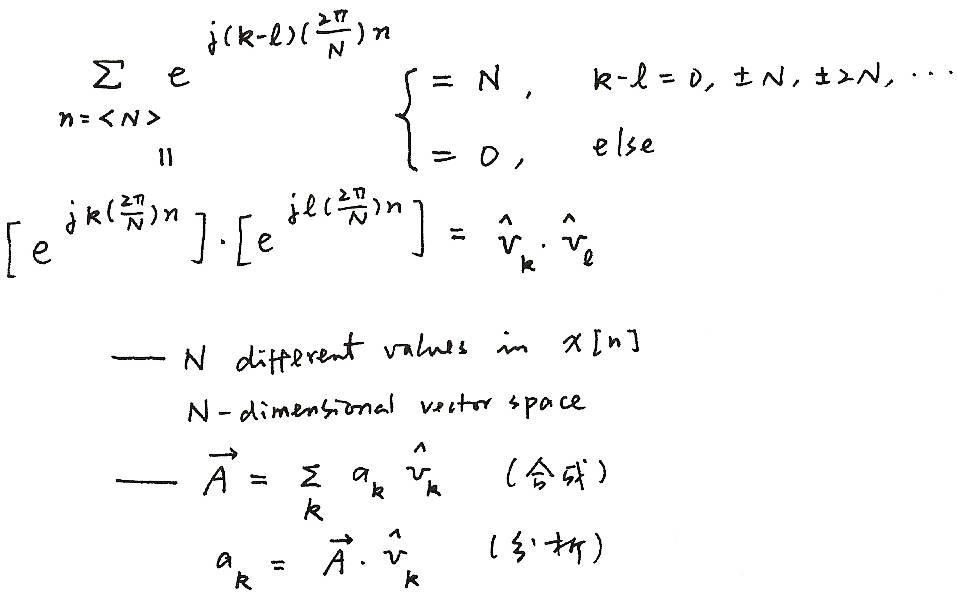 ∑ e^{j(k-l)(2π/N)n} { = N, k-l = 0, ±N, ±2N, ⋯
n=<N> = 0, else
||
[e^{jk(2π/N)n}]·[e^{jl(2π/N)n}] = v̂_k · v̂_l
— N different values in x[n]
N-dimensional vector space
— A⃗ = ∑_k a_k v̂_k (合成)
a_k = A⃗ · v̂_k (分析)